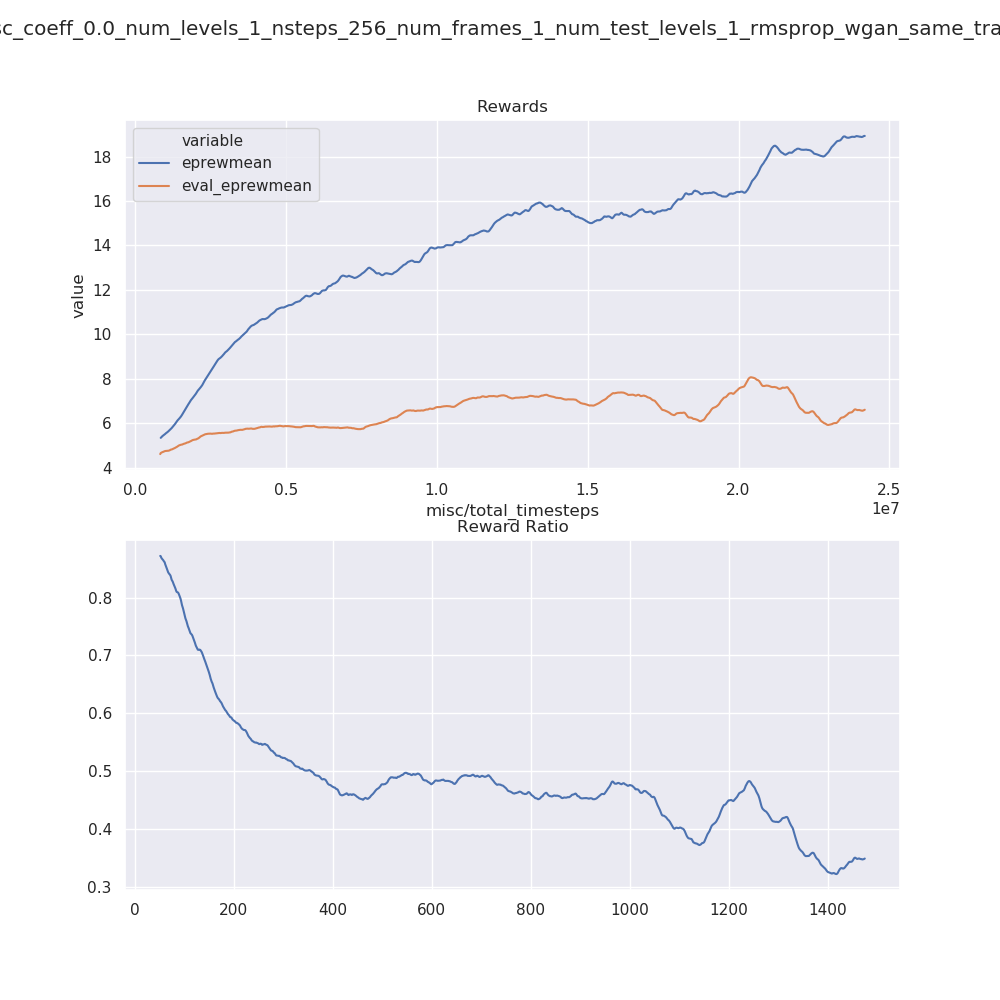 sc_coeff_0.0_num_levels_1_nsteps_256_num_frames_1_num_test_levels_1_rmsprop_wgan_same_tra
Rewards
variable
eprewmean
eval_eprewmean
value
18
16
14
12
10
8
6
4
0.0 0.5 1.0 1.5 2.0 2.5
1e7
misc/total_timesteps
Reward Ratio
0.8
0.7
0.6
0.5
0.4
0.3
0 200 400 600 800 1000 1200 1400